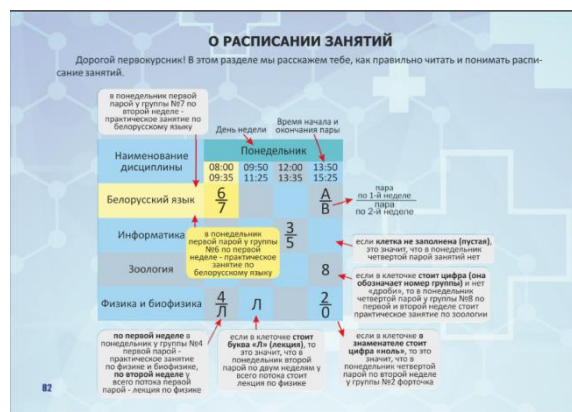 О РАСПИСАНИИ ЗАНЯТИЙ
Дорогой первокурсник! В этом разделе мы расскажем тебе, как правильно читать и понимать распи-
сание занятий.
в понедельник первой
парой у группы №7 по
второй неделе -
практическое занятие по
белорусскому языку
День недели
Время начала и
окончания пары
Наименование
дисциплины
Понедельник
08:00 09:50 12:00 13:50
09:35 11:25 13:35 15:25
Белорусский язык
6
7
А
В
пара
по 1-й неделе
пара
по 2-й неделе
Информатика
в понедельник
первой парой у группы
№6 по первой
неделе - практическое
занятие по
белорусскому языку
3
5
если клетка не заполнена (пустая),
это значит, что в понедельник
четвертой парой занятий нет
Зоология
8
если в клеточке стоит цифра (она
обозначает номер группы) и нет
«дроби», то в понедельник
четвертой парой у группы №8 по
первой и второй неделе стоит
практическое занятие по зоологии
Физика и биофизика
4
Л
Л
2
0
по первой неделе в
понедельник у группы №4
первой парой -
практическое занятие
по физике и биофизике,
по второй неделе у
всего потока первой
парой - лекция по физике
если в клеточке стоит
буква «Л» (лекция), то
это значит, что в
понедельник второй
парой по двум неделям у
всего потока стоит
лекция по физике
если в клеточке в
знаменателе стоит
цифра «ноль», то это
значит, что в
понедельник четвертой
парой по второй неделе
у группы №2 форточка
82